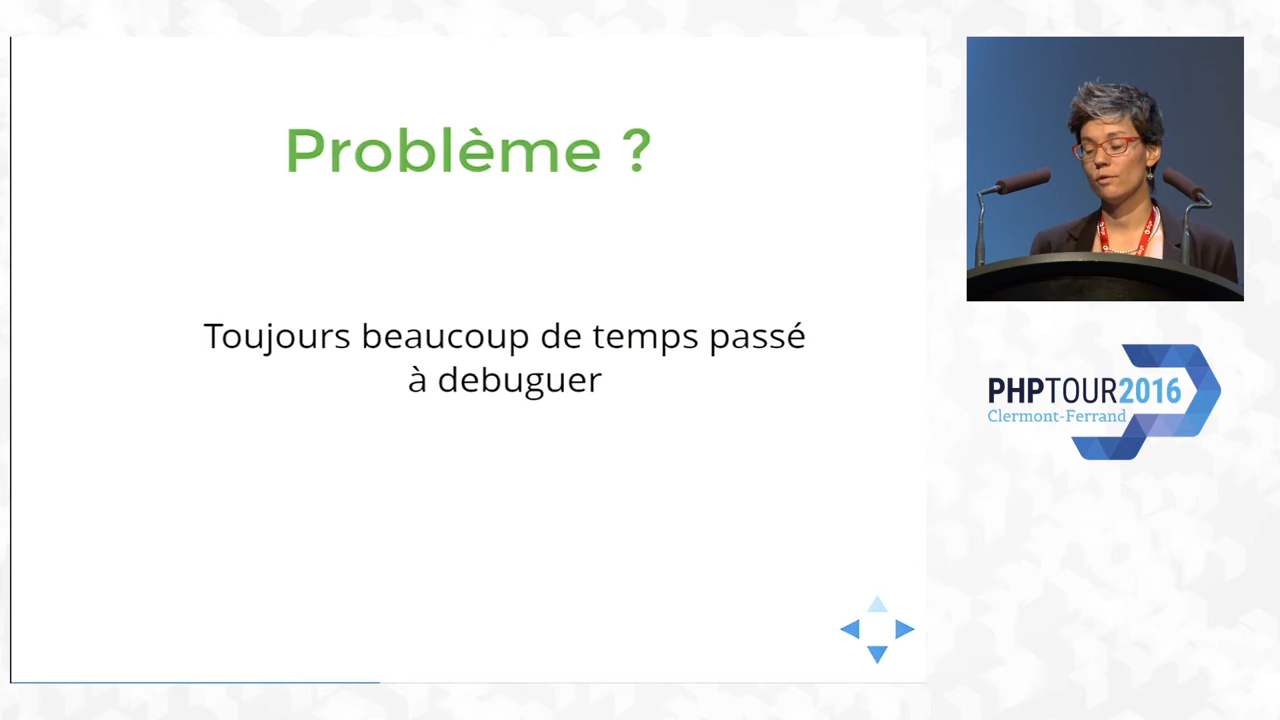 Problème ?
Toujours beaucoup de temps passé
à debuguer
PHPTOUR2016
Clermont-Ferrand